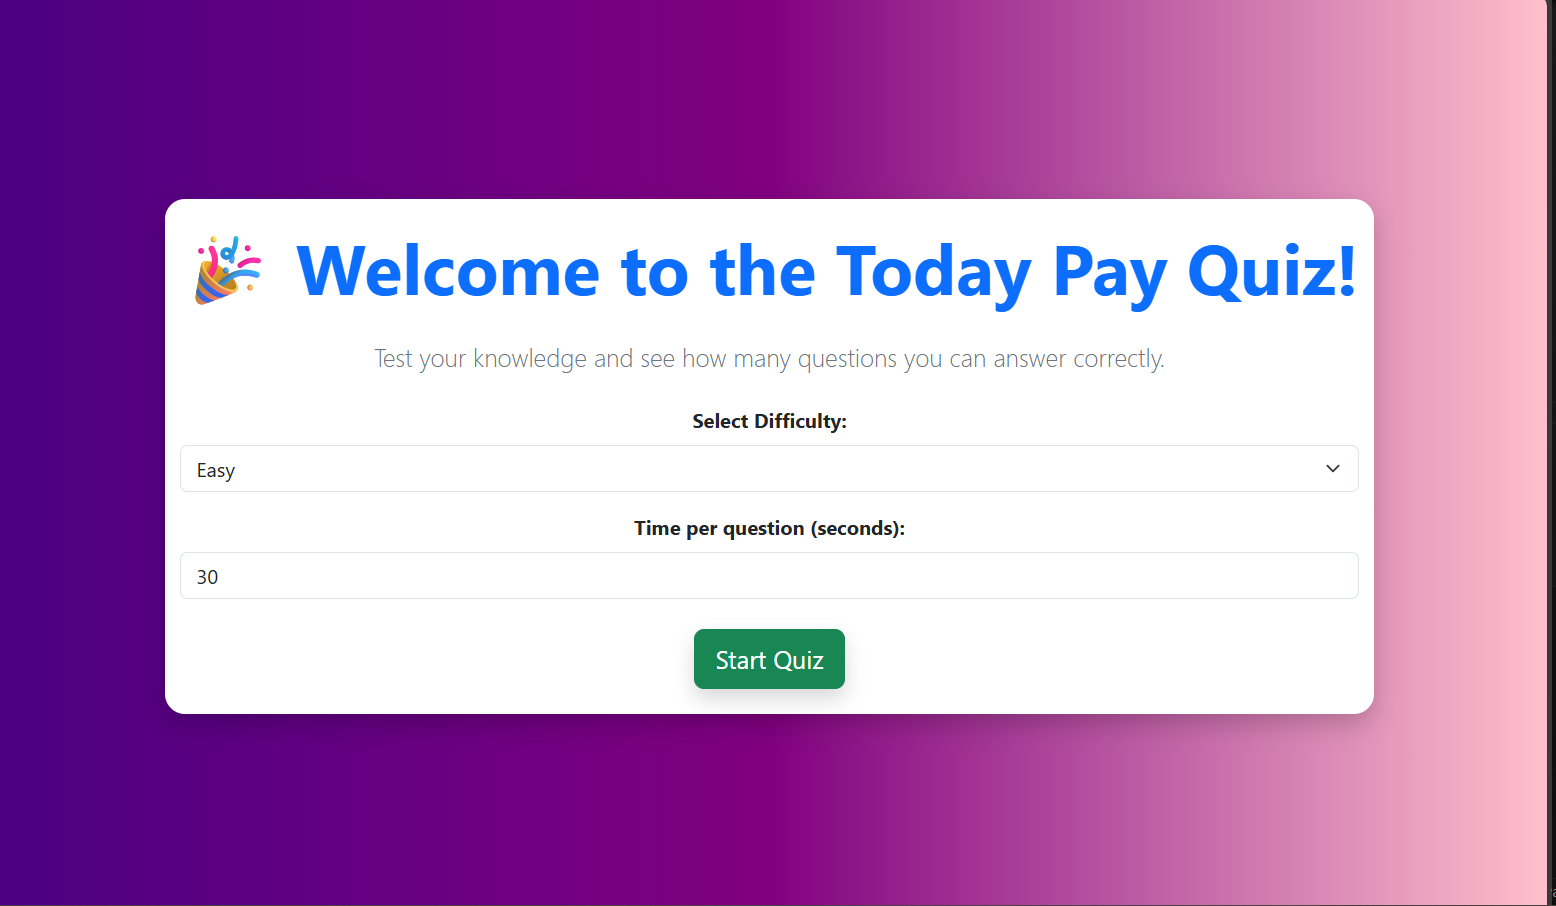 Welcome to the Today Pay Quiz!
Test your knowledge and see how many questions you can answer correctly.
Select Difficulty:
Easy
Time per question (seconds):
30
Start Quiz